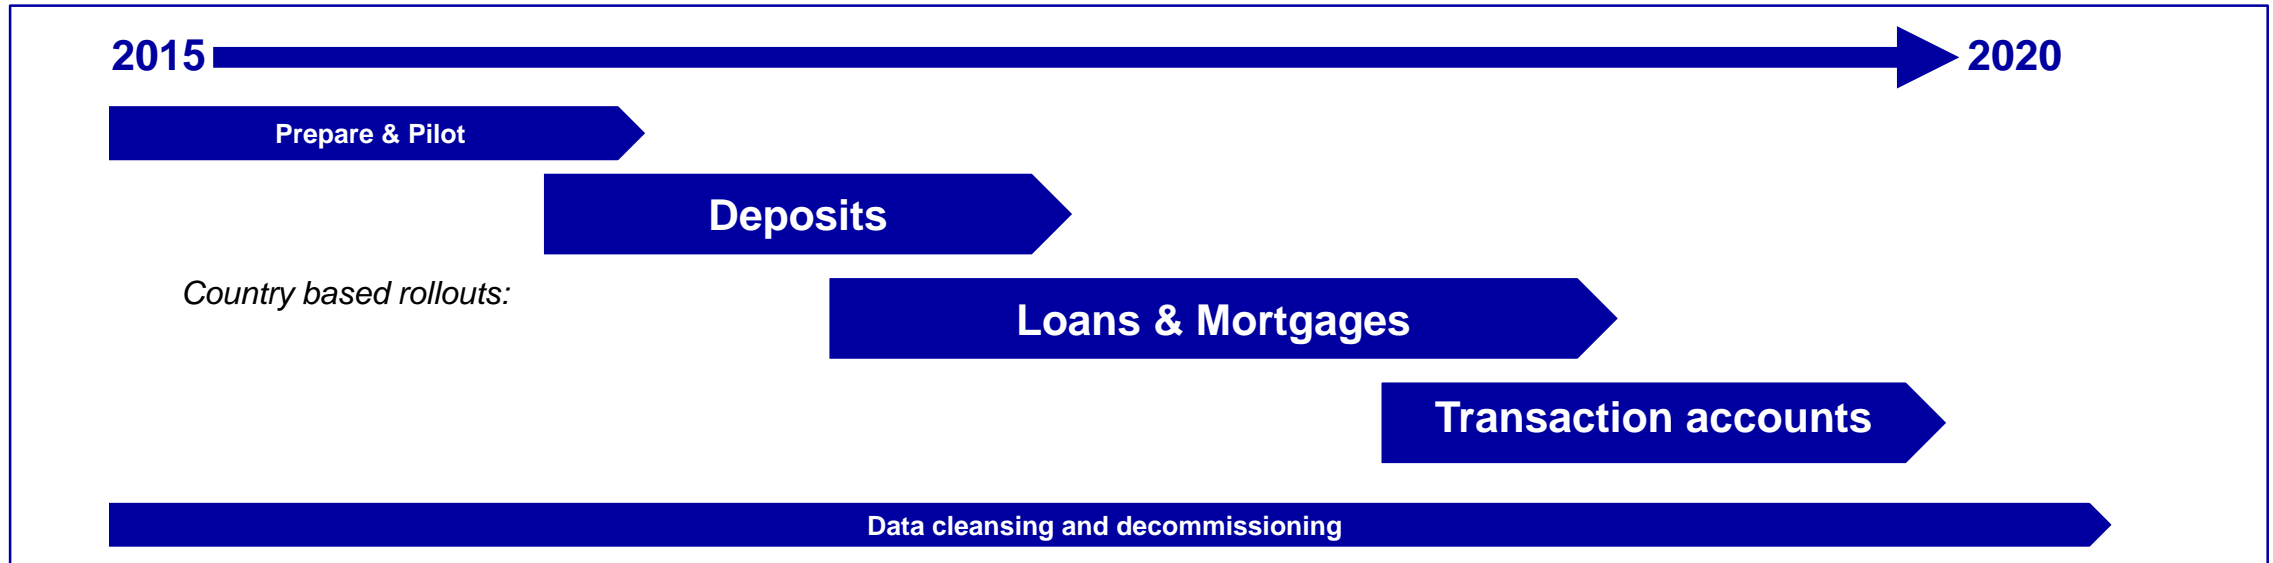 2015
2020
Prepare & Pilot
Deposits
Country based rollouts:
Loans & Mortgages
Transaction accounts
Data cleansing and decommissioning